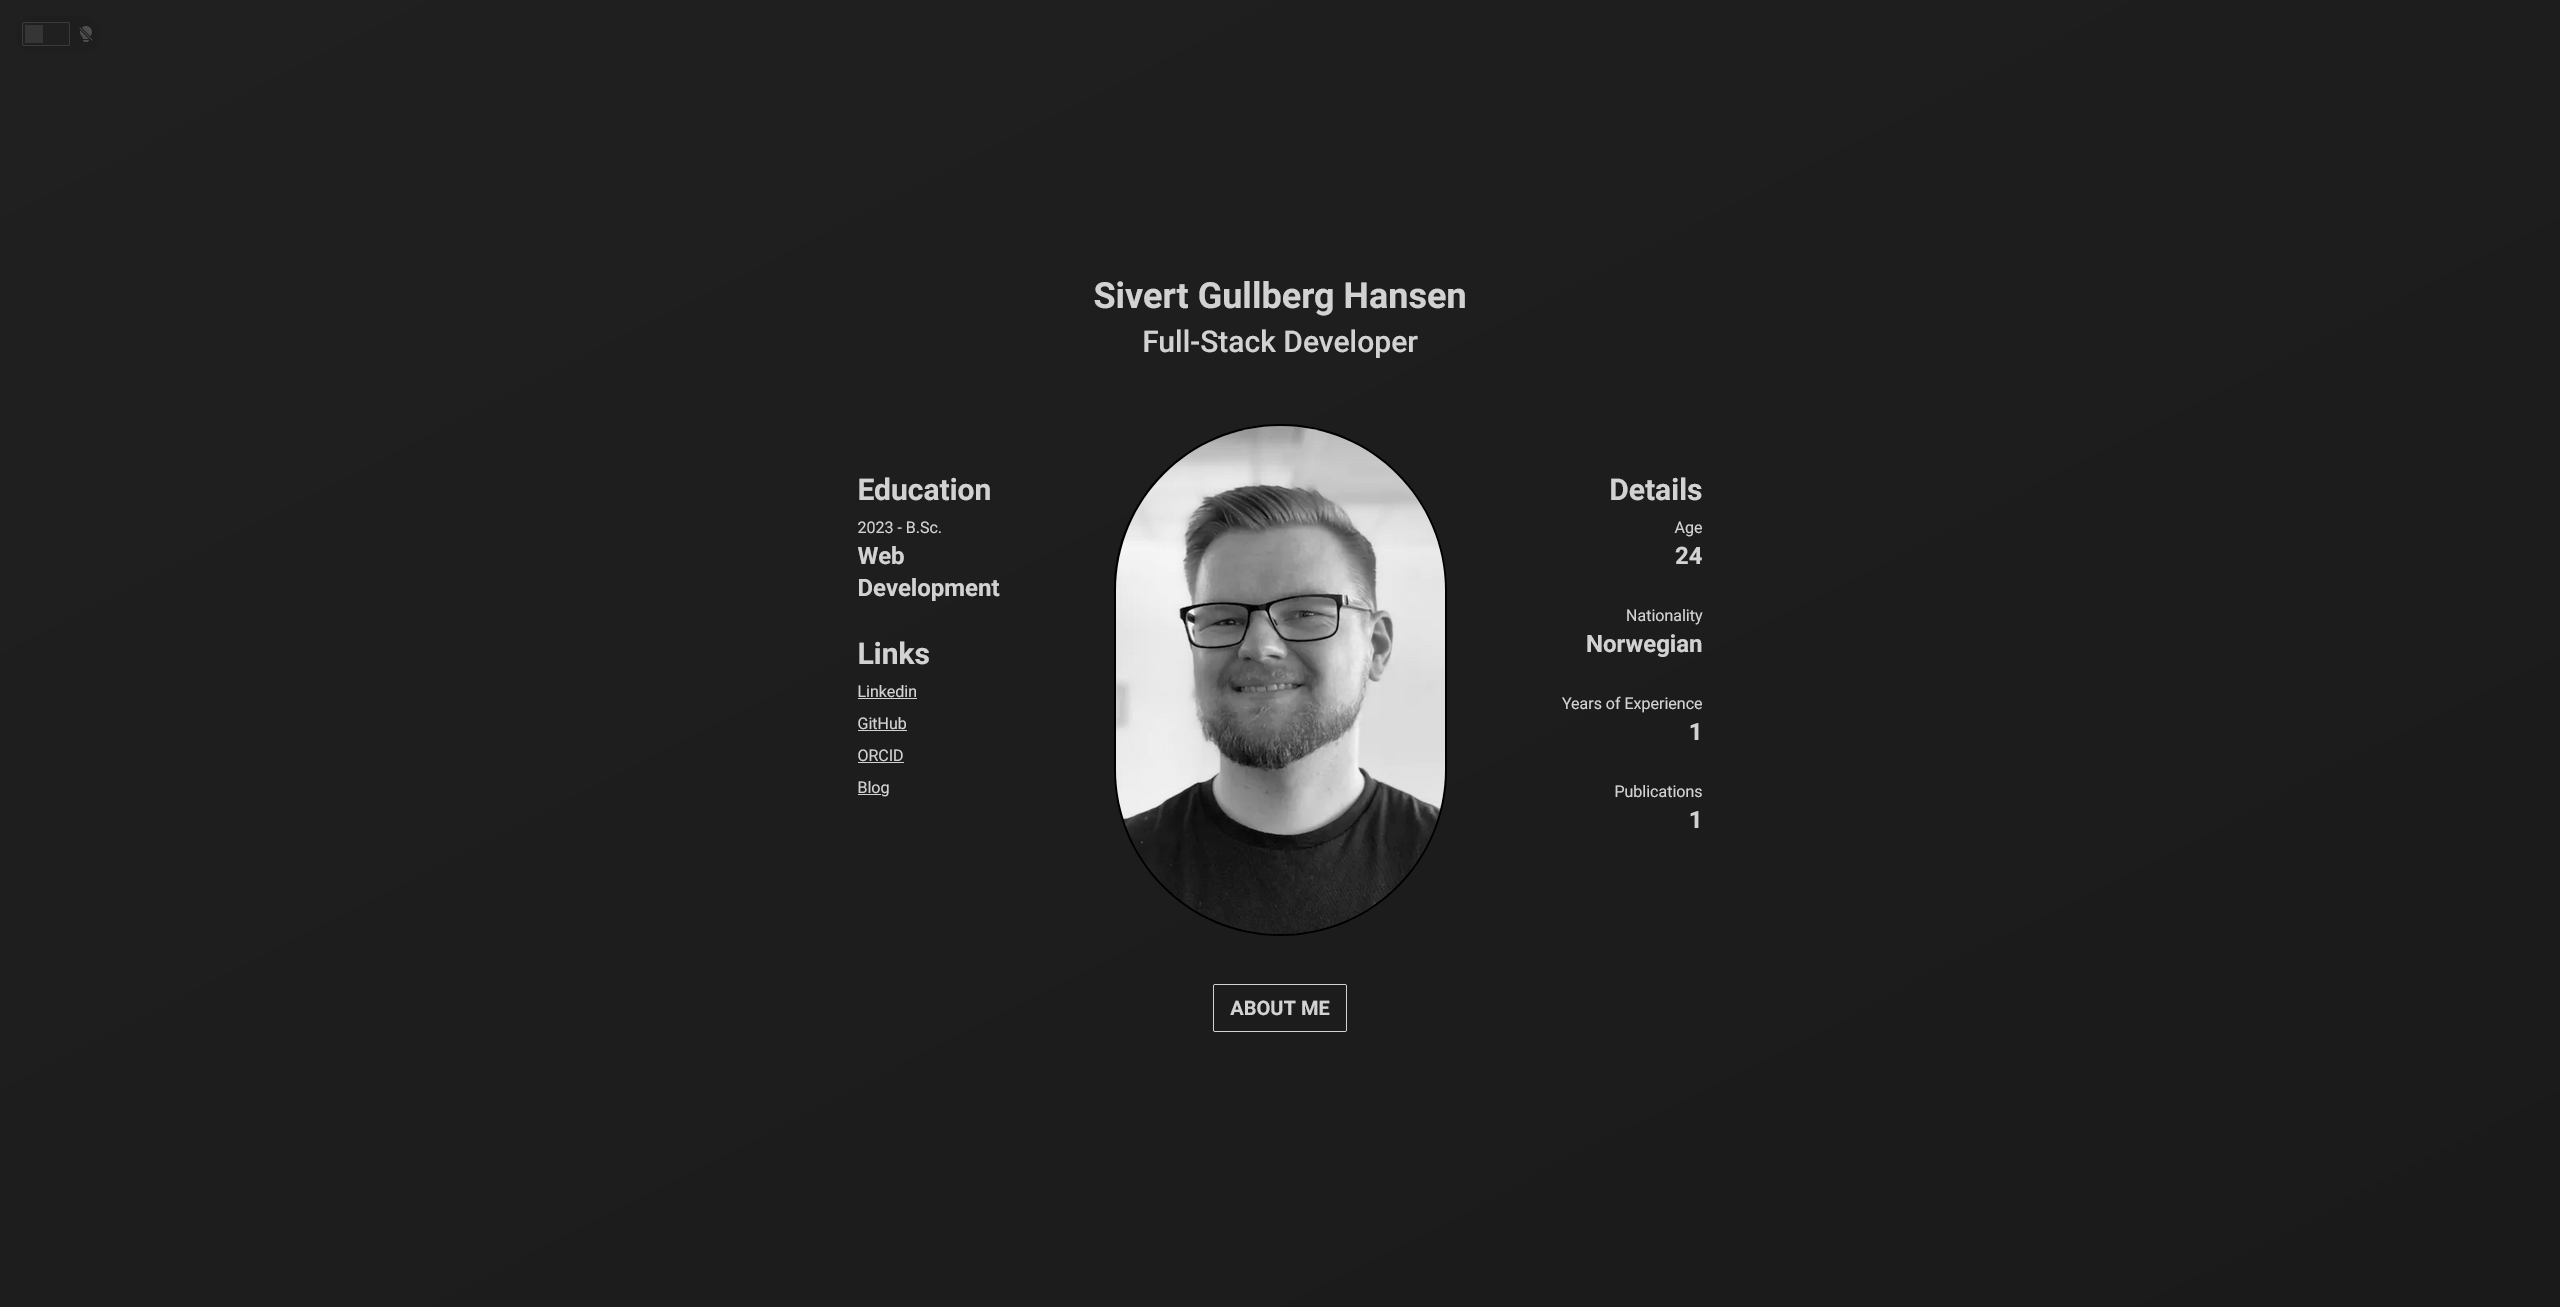 Sivert Gullberg Hansen
Full-Stack Developer
Education
2023 - B.Sc.
Web
Development
Links
Linkedin
GitHub
ORCID
Blog
Details
Age
24
Nationality
Norwegian
Years of Experience
1
Publications
1
ABOUT ME